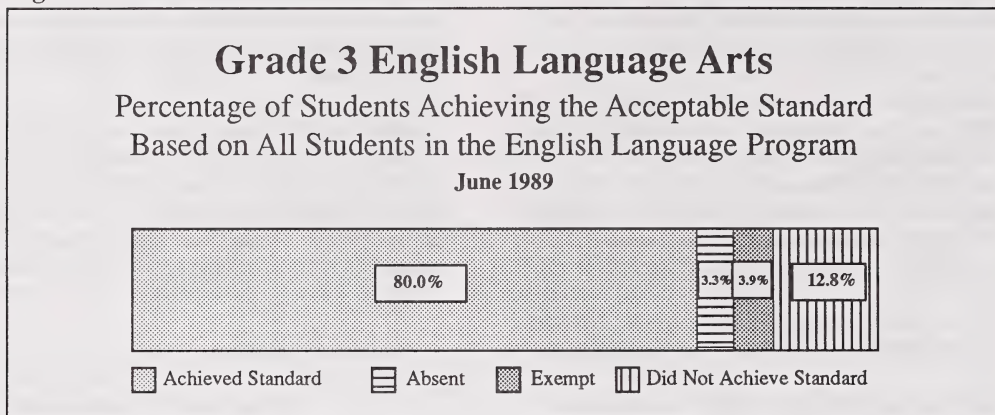 Grade 3 English Language Arts
Percentage of Students Achieving the Acceptable Standard
Based on All Students in the English Language Program
June 1989
80.0% 3.3% 3.9% 12.8%
Achieved Standard Absent Exempt Did Not Achieve Standard